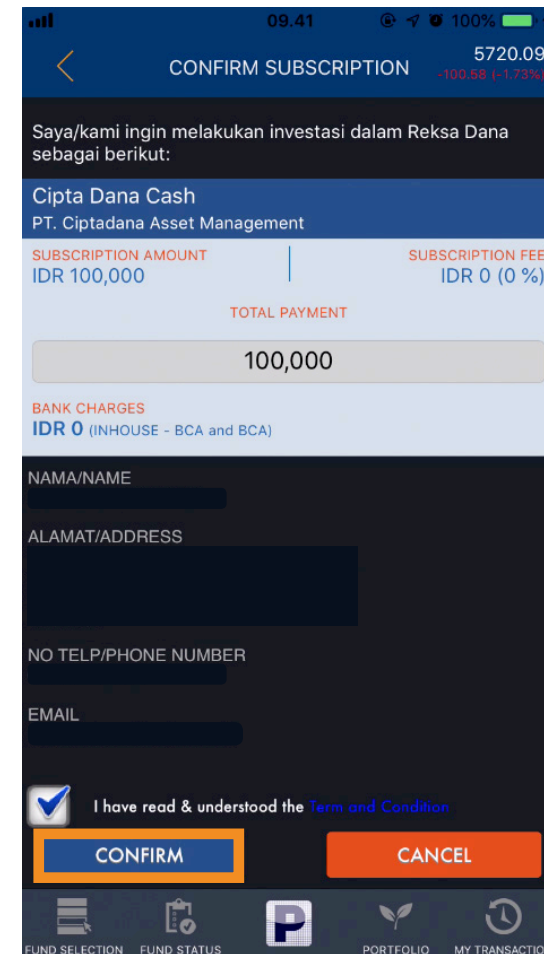 09.41
100%
CONFIRM SUBSCRIPTION
5720.09
-100.58 (-1.73%)
Saya/kami ingin melakukan investasi dalam Reksa Dana
sebagai berikut:
Cipta Dana Cash
PT. Ciptadana Asset Management
SUBSCRIPTION AMOUNT
SUBSCRIPTION FEE
IDR 100,000
IDR 0 (0 %)
TOTAL PAYMENT
100,000
BANK CHARGES
IDR 0 (INHOUSE - BCA and BCA)
NAMA/NAME
ALAMAT/ADDRESS
NO TELP/PHONE NUMBER
EMAIL
I have read & understood the Term and Condition
CONFIRM
CANCEL
P
FUND SELECTION
FUND STATUS
PORTFOLIO
MY TRANSACTIO